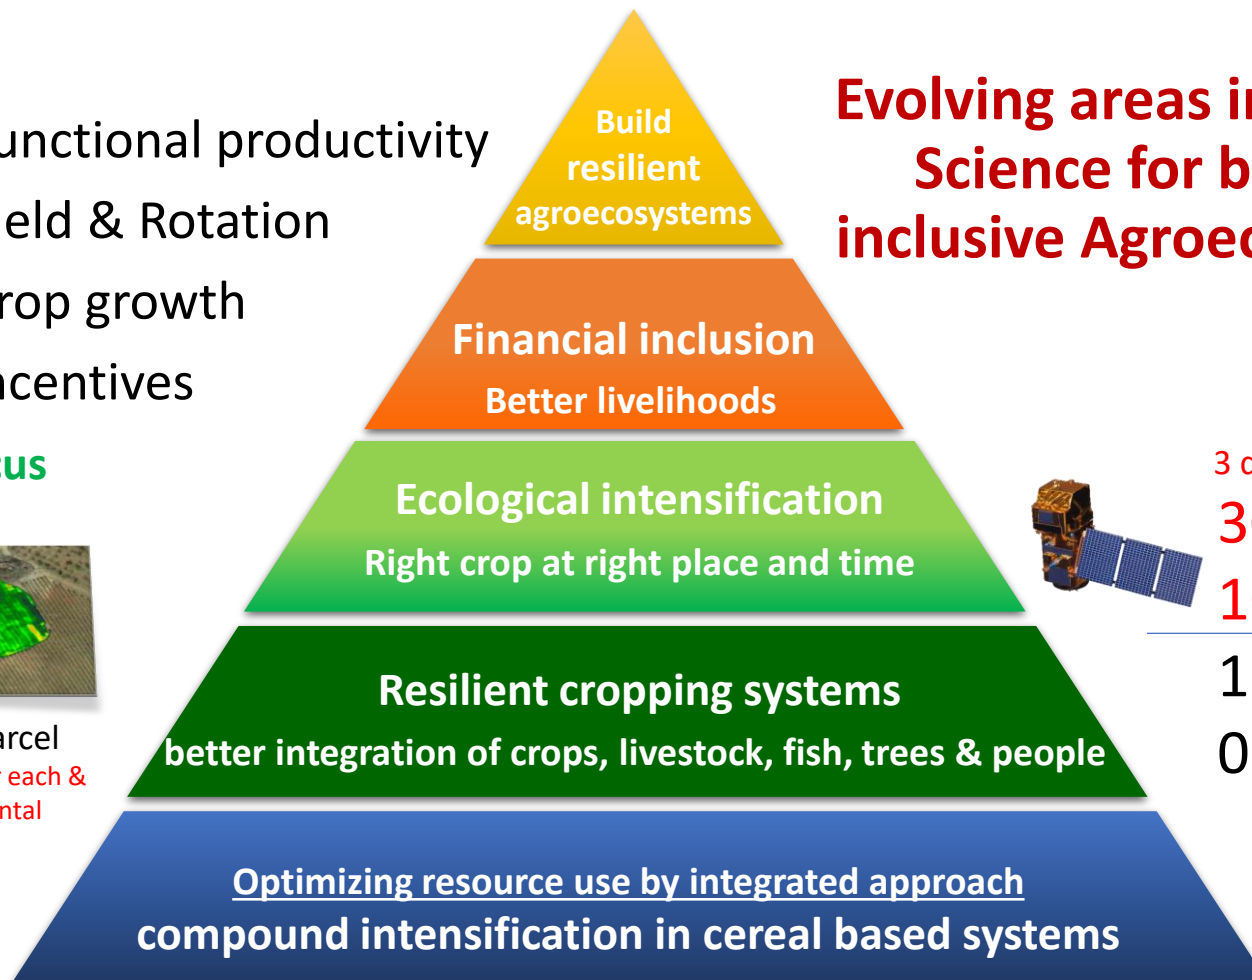 Build
resilient
agroecosystems
unctional productivity
eld & Rotation
rop growth
ncentives
tus
arcel
each &
ntal
Evolving areas in
Science for b
inclusive Agroec
Financial inclusion
Better livelihoods
Ecological intensification
Right crop at right place and time
Resilient cropping systems
better integration of crops, livestock, fish, trees & people
Optimizing resource use by integrated approach
compound intensification in cereal based systems
3
1
1
0